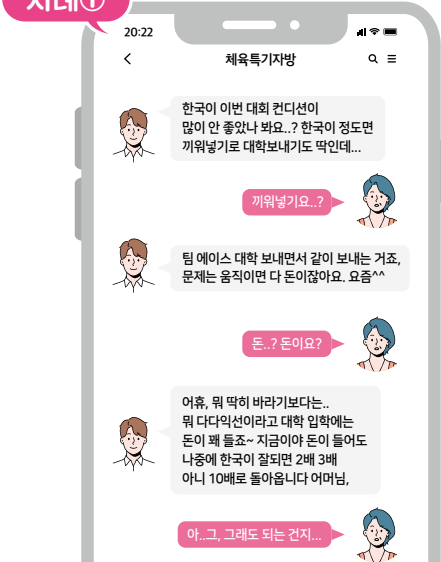 사례①
20:22
체육특기자방
한국이 이번 대회 컨디션이
많이 안 좋았나 봐요..? 한국이 정도면
끼워넣기로 대학보내기도 딱인데...
끼워넣기요..?
팀 에이스 대학 보내면서 같이 보내는 거죠,
문제는 움직이면 다 돈이잖아요. 요즘^^
돈..? 돈이요?
어휴, 뭐 딱히 바라기보다는..
뭐 다다익선이라고 대학 입학에는
돈이 꽤 들죠~ 지금이야 돈이 들어도
나중에 한국이 잘되면 2배 3배
아니 10배로 돌아옵니다 어머님,
아..그, 그래도 되는 건지...